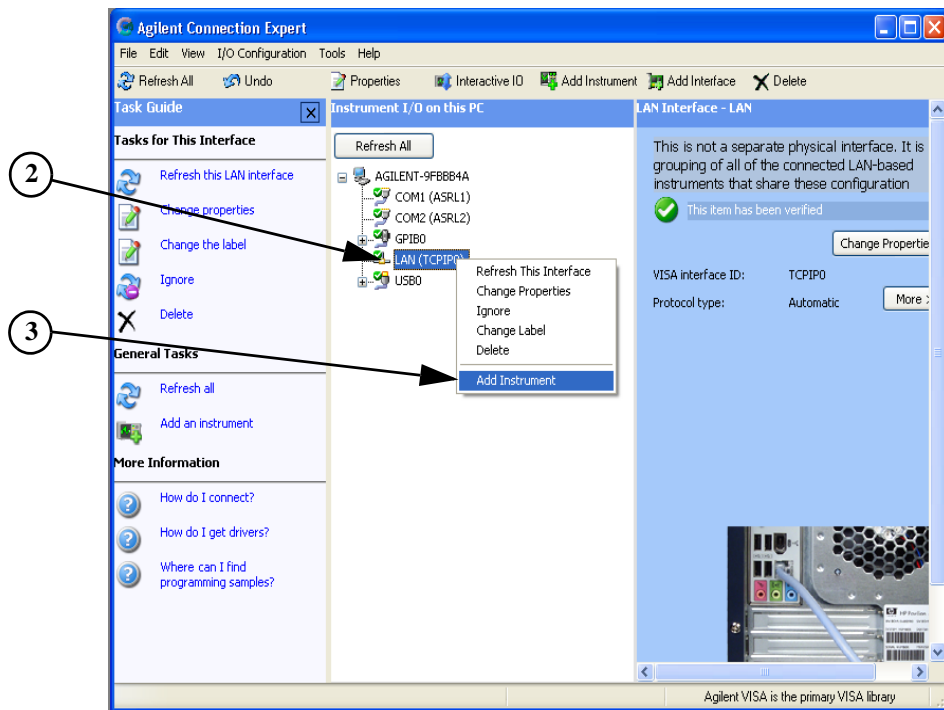 Agilent Connection Expert
File Edit View I/O Configuration Tools Help
Refresh All Undo Properties Interactive IO Add Instrument Add Interface Delete
Task Guide
Tasks for This Interface
Refresh this LAN interface
Change properties
Change the label
Ignore
Delete
General Tasks
Refresh all
Add an instrument
More Information
How do I connect?
How do I get drivers?
Where can I find
programming samples?
2
3
Instrument I/O on this PC
Refresh All
AGILENT-9FBBB4A
COM1 (ASRL1)
COM2 (ASRL2)
GPIB0
LAN (TCPIP0)
USB0
Refresh This Interface
Change Properties
Ignore
Change Label
Delete
Add Instrument
LAN Interface - LAN
This is not a separate physical interface. It is
grouping of all of the connected LAN-based
instruments that share these configuration
This item has been verified
Change Propertie
VISA interface ID: TCPIP0
Protocol type: Automatic
More
Agilent VISA is the primary VISA library